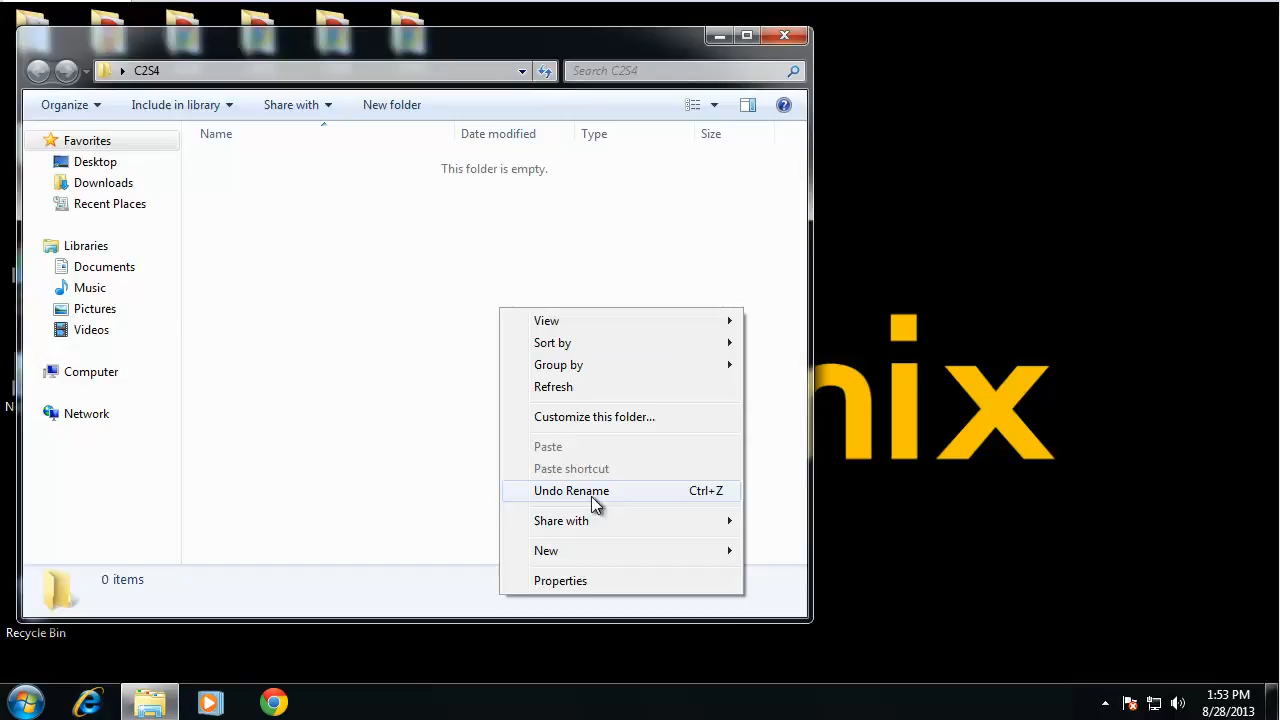 C2S4
Search C2S4
Organize
Include in library
Share with
New folder
Name
Date modified
Type
Size
This folder is empty.
Favorites
Desktop
Downloads
Recent Places
Libraries
Documents
Music
Pictures
Videos
Computer
Network
View
Sort by
Group by
Refresh
Customize this folder...
Paste
Paste shortcut
Undo Rename Ctrl+Z
Share with
New
Properties
0 items
nix
N
Recycle Bin
1:53 PM
8/28/2013